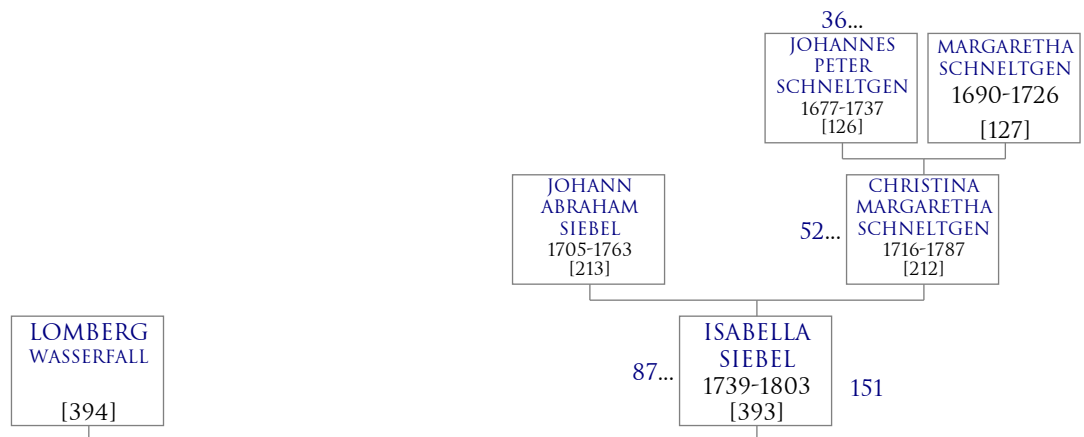 36...
JOHANNES
PETER
SCHNELTGEN
1677-1737
[126]
MARGARETHA
SCHNELTGEN
1690-1726
[127]
JOHANN
ABRAHAM
SIEBEL
1705-1763
[213]
52...
CHRISTINA
MARGARETHA
SCHNELTGEN
1716-1787
[212]
LOMBERG
WASSERFALL
[394]
87...
ISABELLA
SIEBEL
1739-1803
[393]
151